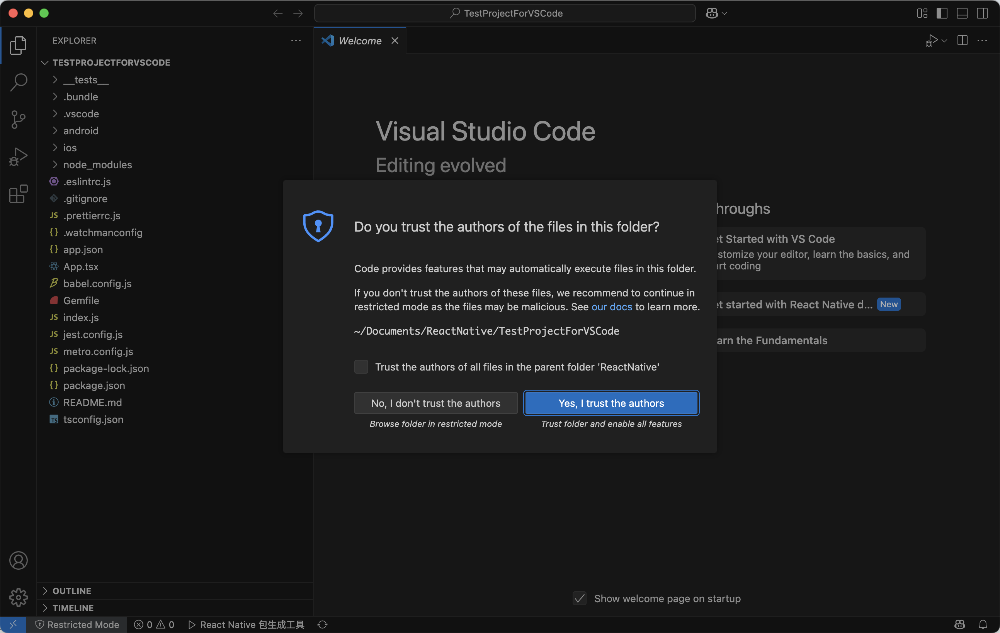 TestProjectForVSCode
EXPLORER
TESTPROJECTFORVSCODE
__tests__
.bundle
.vscode
android
ios
node_modules
.eslintrc.js
.gitignore
JS .prettierrc.js
{} .watchmanconfig
{} app.json
App.tsx
babel.config.js
Gemfile
JS index.js
JS jest.config.js
JS metro.config.js
{} package-lock.json
{} package.json
README.md
TS tsconfig.json
OUTLINE
TIMELINE
Welcome
Visual Studio Code
Editing evolved
hroughs
et Started with VS Code
ustomize your editor, learn the basics, and
art coding
et started with React Native d... New
arn the Fundamentals
Do you trust the authors of the files in this folder?
Code provides features that may automatically execute files in this folder.
If you don't trust the authors of these files, we recommend to continue in
restricted mode as the files may be malicious. See our docs to learn more.
~/Documents/ReactNative/TestProjectForVSCode
Trust the authors of all files in the parent folder 'ReactNative'
No, I don't trust the authors
Yes, I trust the authors
Browse folder in restricted mode
Trust folder and enable all features
Show welcome page on startup
Restricted Mode 0 0 React Native 包生成工具